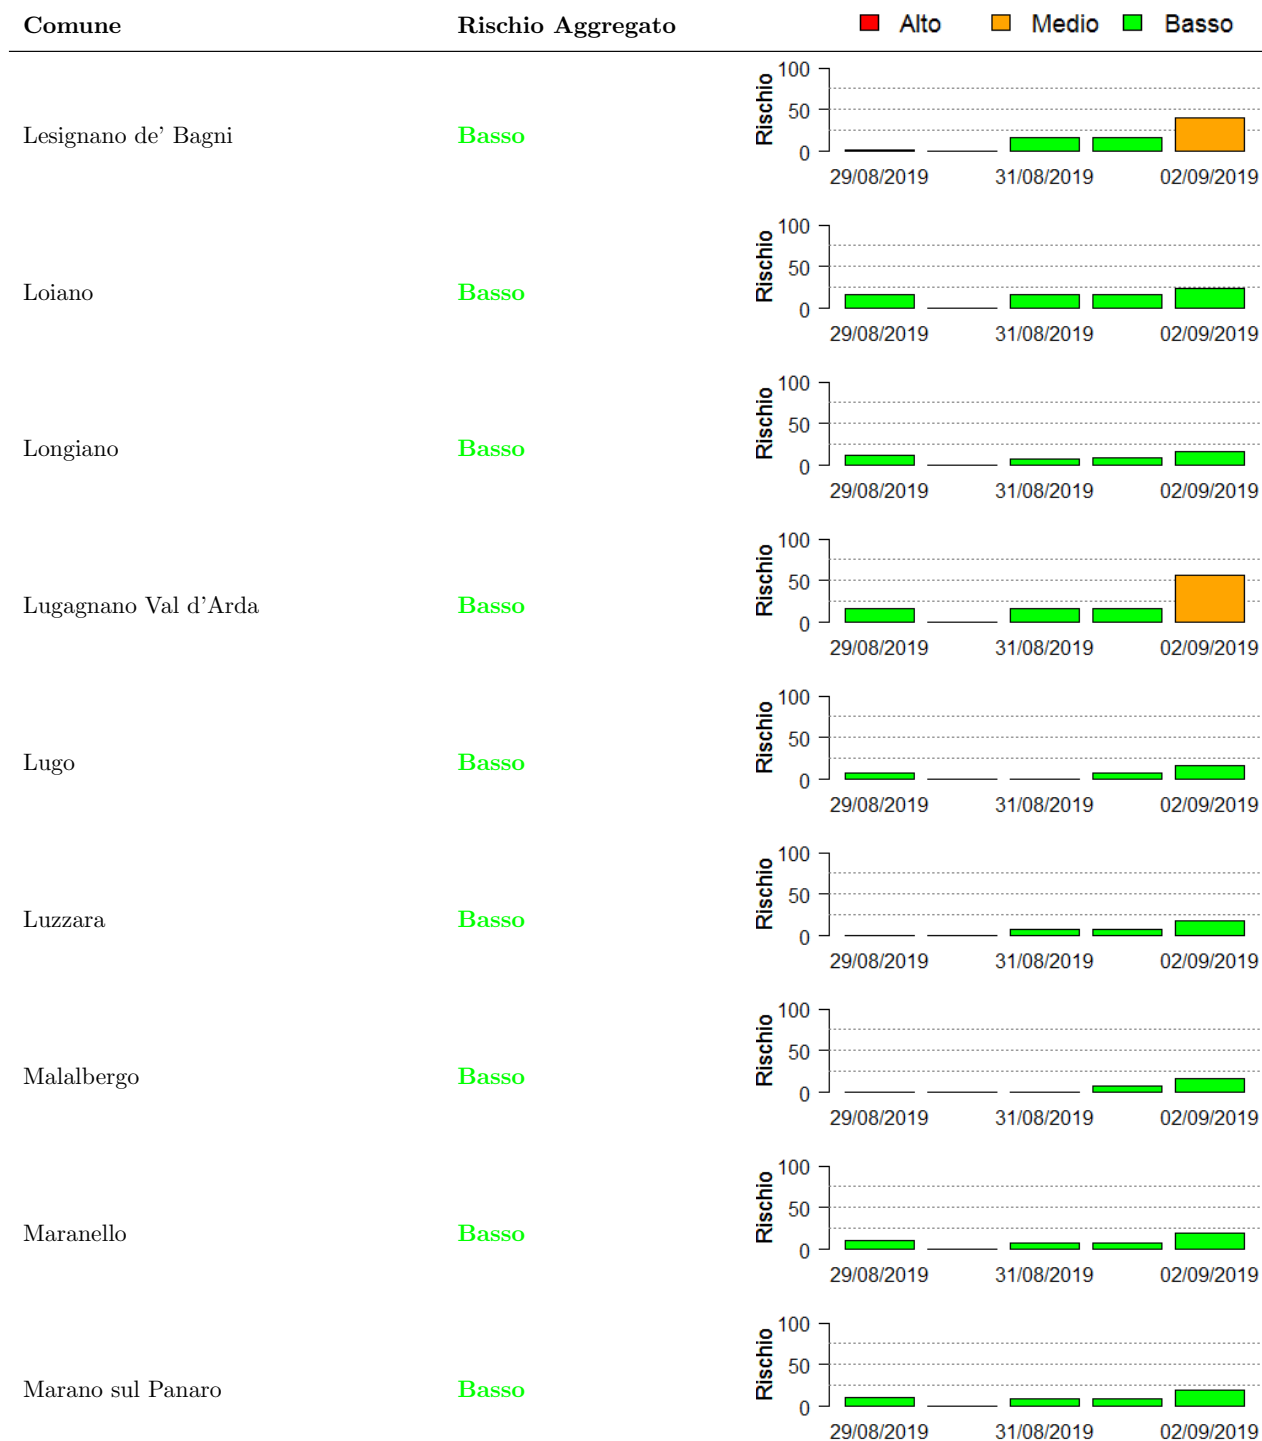 Comune Rischio Aggregato Alto Medio Basso
Lesignano de' Bagni Basso Rischio 100 50 0
29/08/2019 31/08/2019 02/09/2019
Loiano Basso Rischio 100 50 0
29/08/2019 31/08/2019 02/09/2019
Longiano Basso Rischio 100 50 0
29/08/2019 31/08/2019 02/09/2019
Lugagnano Val d'Arda Basso Rischio 100 50 0
29/08/2019 31/08/2019 02/09/2019
Lugo Basso Rischio 100 50 0
29/08/2019 31/08/2019 02/09/2019
Luzzara Basso Rischio 100 50 0
29/08/2019 31/08/2019 02/09/2019
Malalbergo Basso Rischio 100 50 0
29/08/2019 31/08/2019 02/09/2019
Maranello Basso Rischio 100 50 0
29/08/2019 31/08/2019 02/09/2019
Marano sul Panaro Basso Rischio 100 50 0
29/08/2019 31/08/2019 02/09/2019